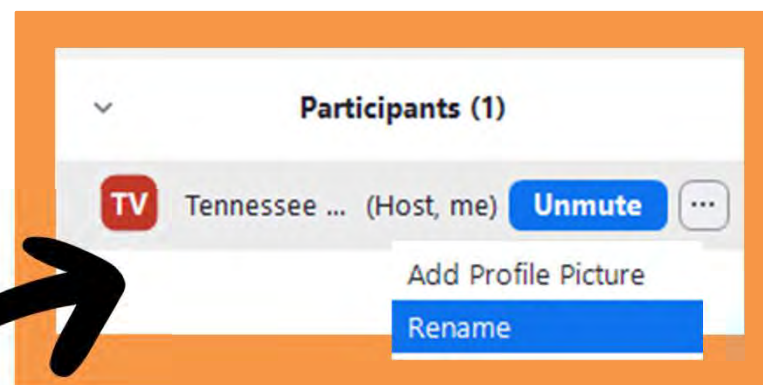 Participants (1)
TV Tennessee ... (Host, me) Unmute ...
Add Profile Picture
Rename